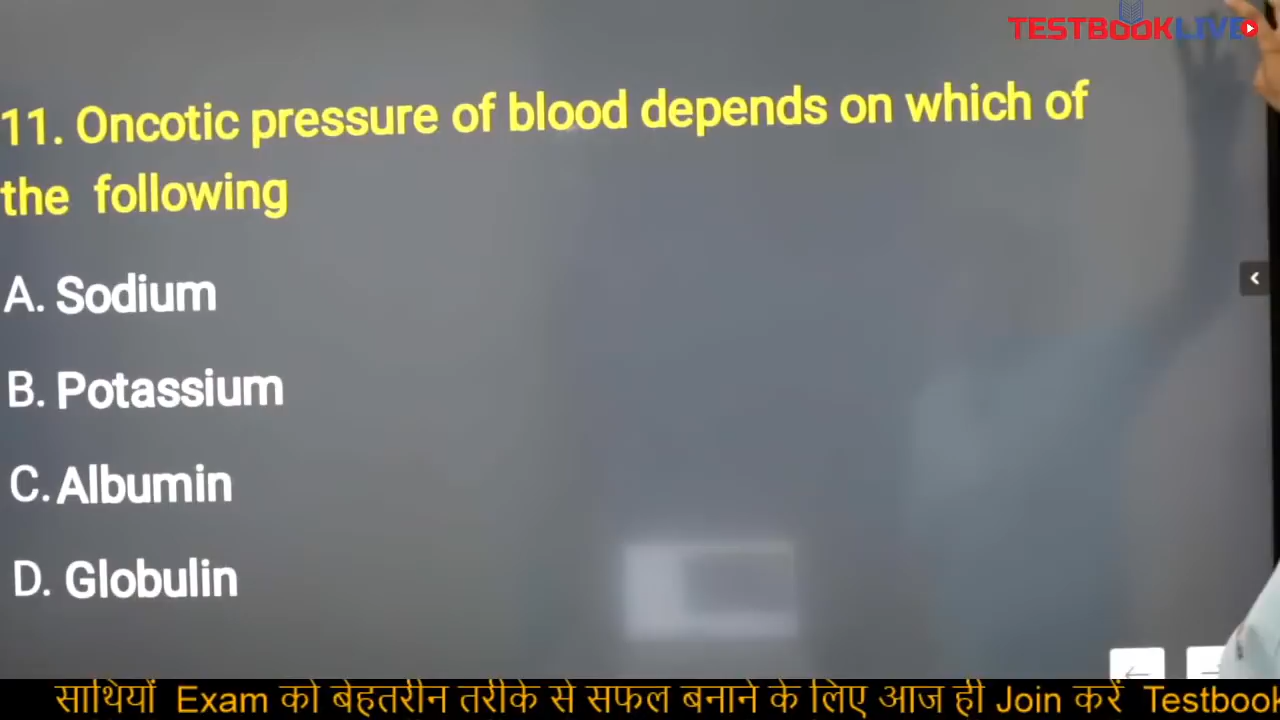 TESTBOOKLIVE
11. Oncotic pressure of blood depends on which of
the following
A. Sodium
B. Potassium
C. Albumin
D. Globulin
साथियों Exam को बेहतरीन तरीके से सफल बनाने के लिए आज ही Join करें Testbook